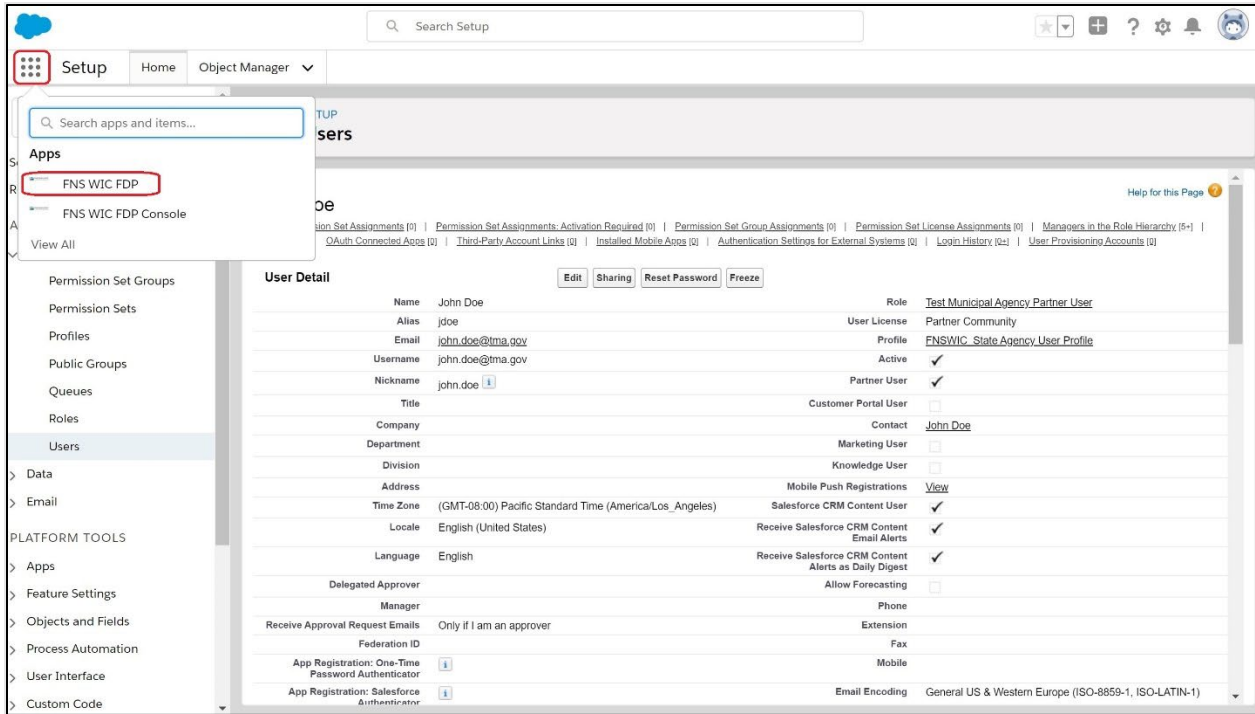 Search Setup
Setup Home Object Manager
Search apps and items...
Apps
FNS WIC FDP
FNS WIC FDP Console
View All
TUP
sers
Help for this Page
oe
sion Set Assignments [0] | Permission Set Assignments: Activation Required [0] | Permission Set Group Assignments [0] | Permission Set License Assignments [0] | Managers in the Role Hierarchy [5+] |
OAuth Connected Apps [0] | Third-Party Account Links [0] | Installed Mobile Apps [0] | Authentication Settings for External Systems [0] | Login History [0+] | User Provisioning Accounts [0]
Permission Set Groups
Permission Sets
Profiles
Public Groups
Queues
Roles
Users
Data
Email
PLATFORM TOOLS
Apps
Feature Settings
Objects and Fields
Process Automation
User Interface
Custom Code
User Detail Edit Sharing Reset Password Freeze
Name John Doe Role Test Municipal Agency Partner User
Alias jdoe User License Partner Community
Email john.doe@tma.gov Profile FNSWIC_State Agency User Profile
Username john.doe@tma.gov Active
Nickname john.doe i Partner User
Title Customer Portal User
Company Contact John Doe
Department Marketing User
Division Knowledge User
Address Mobile Push Registrations View
Time Zone (GMT-08:00) Pacific Standard Time (America/Los_Angeles) Salesforce CRM Content User
Locale English (United States) Receive Salesforce CRM Content
Email Alerts
Language English Receive Salesforce CRM Content
Alerts as Daily Digest
Delegated Approver Allow Forecasting
Manager Phone
Receive Approval Request Emails Only if I am an approver Extension
Federation ID Fax
App Registration: One-Time i Mobile
Password Authenticator
App Registration: Salesforce i Email Encoding General US & Western Europe (ISO-8859-1, ISO-LATIN-1)
Authenticator